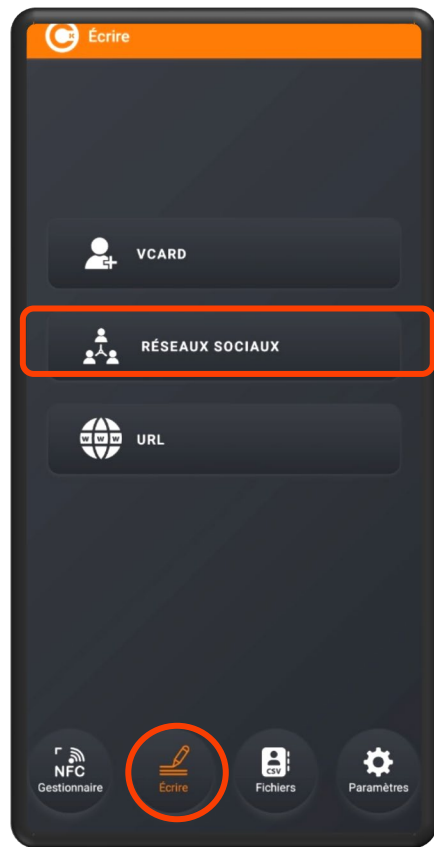 Écrire
VCARD
RÉSEAUX SOCIAUX
WWW URL
NFC
Gestionnaire
Écrire
CSV
Fichiers
Paramètres